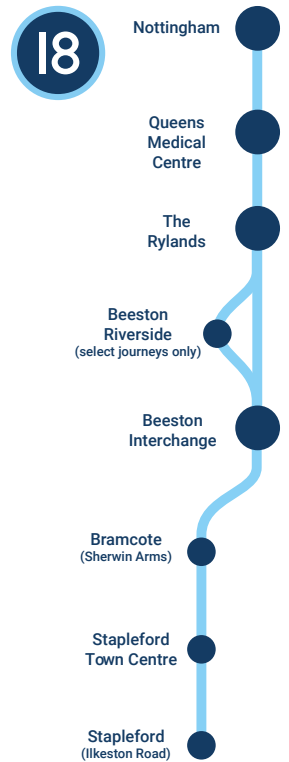 18
Nottingham
Queens
Medical
Centre
The
Rylands
Beeston
Riverside
(select journeys only)
Beeston
Interchange
Bramcote
(Sherwin Arms)
Stapleford
Town Centre
Stapleford
(Ilkeston Road)